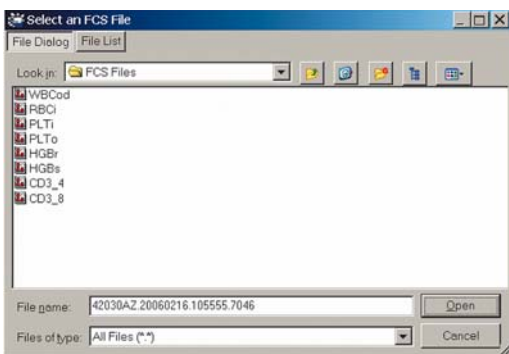 Select an FCS File
File Dialog File List
Look in: FCS Files
WBCod
RBCi
PLTi
PLTo
HGBr
HGBs
CD3_4
CD3_8
File name: 42030AZ.20060216.105555.7046 Open
Files of type: All Files (*.*) Cancel